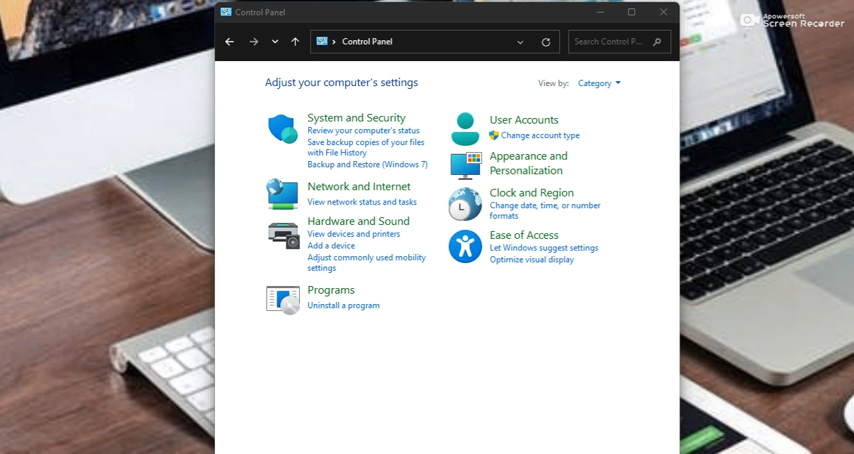 Control Panel
Apowersoft
Screen Recorder
Control Panel
Search Control P...
Adjust your computer's settings
View by:
Category
System and Security
Review your computer's status
Save backup copies of your files
with File History
Backup and Restore (Windows 7)
Network and Internet
View network status and tasks
Hardware and Sound
View devices and printers
Add a device
Adjust commonly used mobility
settings
Programs
Uninstall a program
User Accounts
Change account type
Appearance and
Personalization
Clock and Region
Change date, time, or number
formats
Ease of Access
Let Windows suggest settings
Optimize visual display